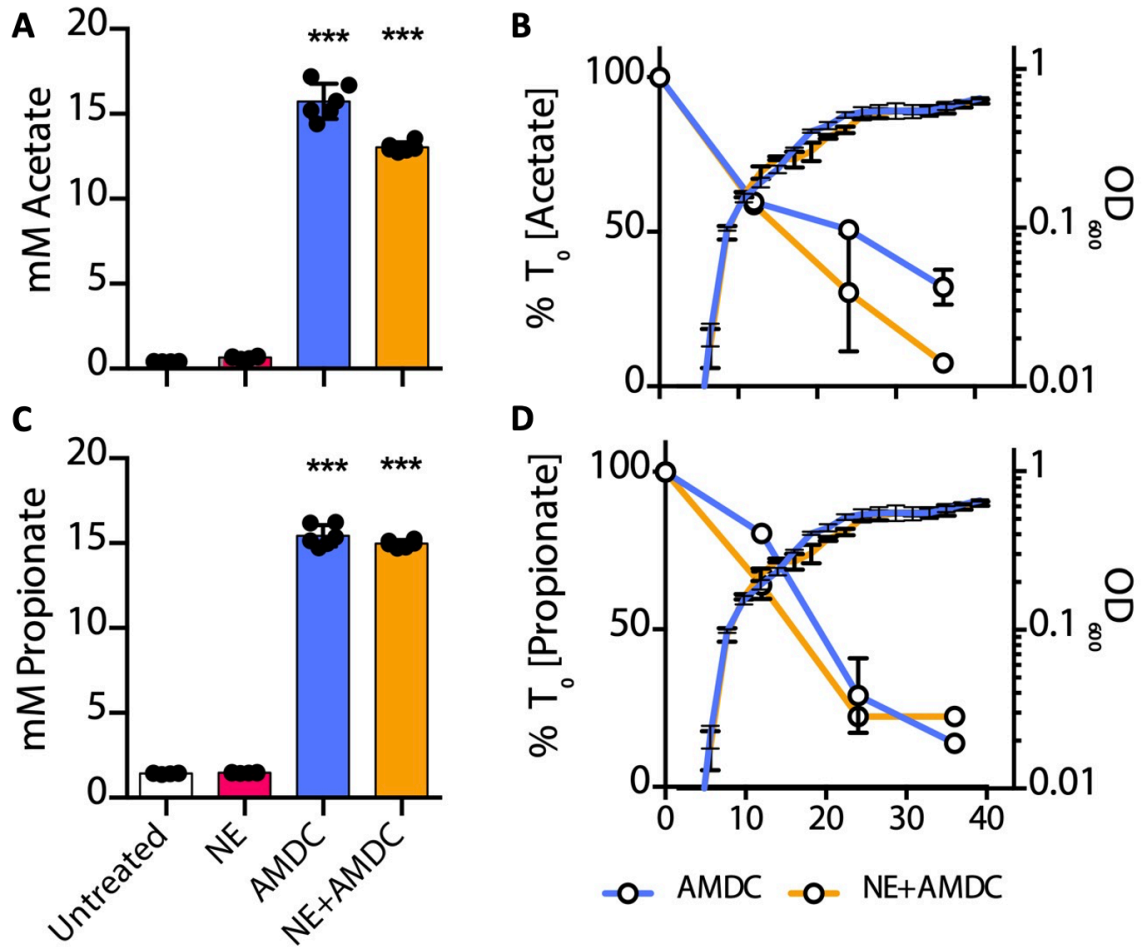 A
mM Acetate
20
15
10
5
0
*** ***
B
% T₀ [Acetate]
100
50
0
1
0.1
0.01
OD₆₀₀
C
mM Propionate
20
15
10
5
0
*** ***
Untreated
NE
AMDC
NE+AMDC
D
% T₀ [Propionate]
100
50
0
1
0.1
0.01
OD₆₀₀
0 10 20 30 40
AMDC NE+AMDC